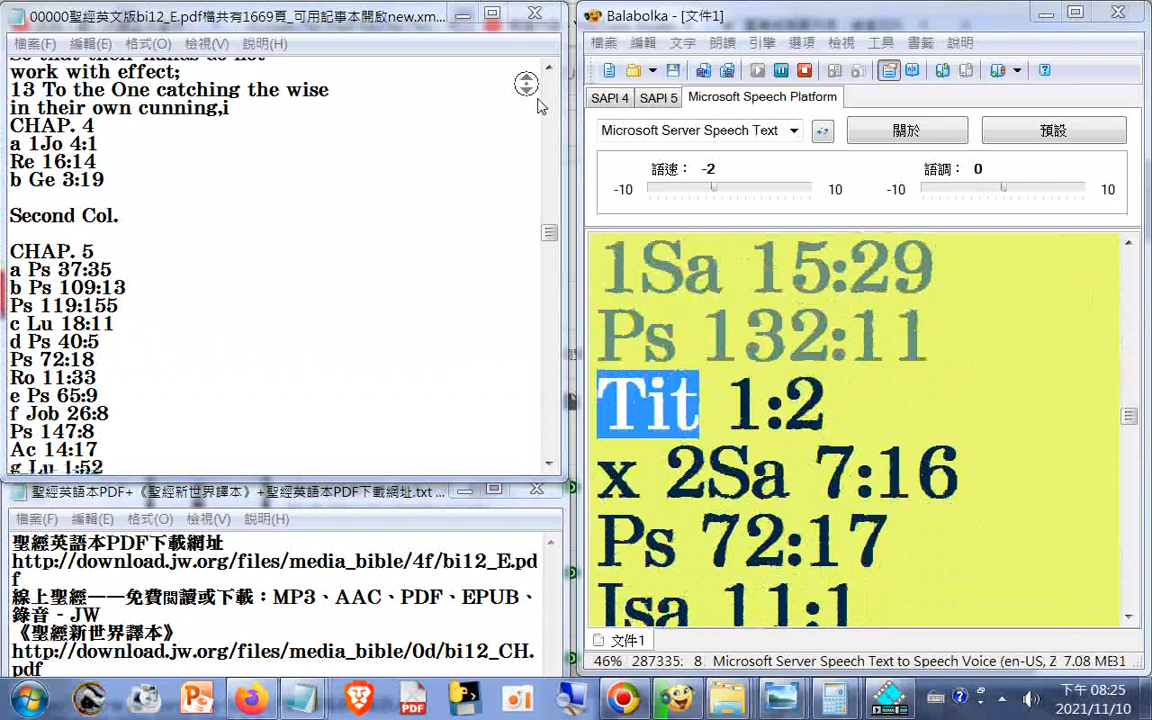 00000聖經英文版bi12_E.pdf檔共有1669頁_可用記事本開啟new.xm...
檔案(F) 編輯(E) 格式(O) 檢視(V) 說明(H)
So that their hands do not
work with effect;
13 To the One catching the wise
in their own cunning,i
CHAP. 4
a 1Jo 4:1
Re 16:14
b Ge 3:19
Second Col.
CHAP. 5
a Ps 37:35
b Ps 109:13
Ps 119:155
c Lu 18:11
d Ps 40:5
Ps 72:18
Ro 11:33
e Ps 65:9
f Job 26:8
Ps 147:8
Ac 14:17
g Lu 1:52
聖經英語本PDF+《聖經新世界譯本》+聖經英語本PDF下載網址.txt ...
檔案(F) 編輯(E) 格式(O) 檢視(V) 說明(H)
聖經英語本PDF下載網址
http://download.jw.org/files/media_bible/4f/bi12_E.pd
f
線上聖經——免費閱讀或下載：MP3、AAC、PDF、EPUB、
錄音 - JW
《聖經新世界譯本》
http://download.jw.org/files/media_bible/0d/bi12_CH.
pdf
Balabolka - [文件1]
檔案 編輯 文字 朗讀 引擎 選項 檢視 工具 書籤 說明
SAPI 4 SAPI 5 Microsoft Speech Platform
Microsoft Server Speech Text 關於 預設
語速： -2 語調： 0
-10 10 -10 10
1Sa 15:29
Ps 132:11
Tit 1:2
x 2Sa 7:16
Ps 72:17
Isa 11:1
文件1
46% 287335: 8 Microsoft Server Speech Text to Speech Voice (en-US, Z 7.08 MB
下午 08:25
2021/11/10